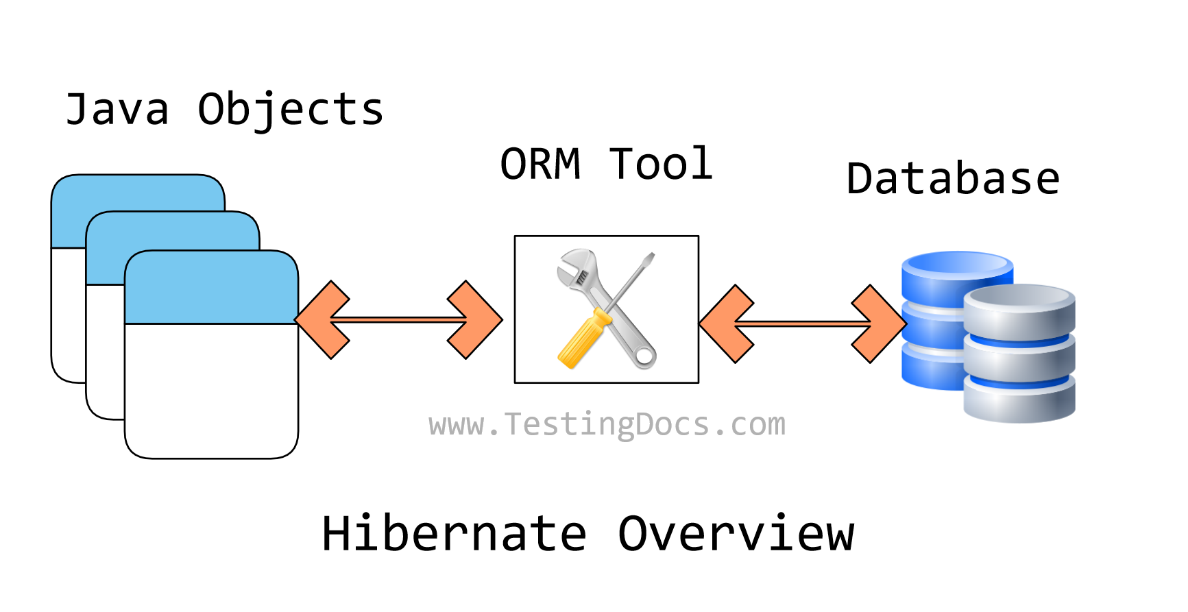 Java Objects
ORM Tool
Database
www.TestingDocs.com
Hibernate Overview